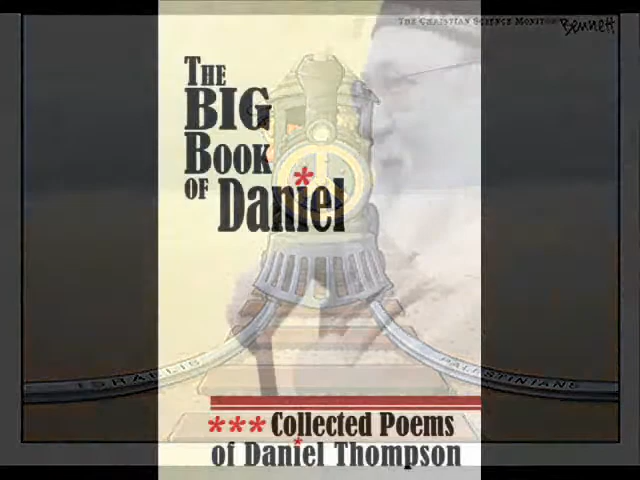 THE CHRISTIAN SCIENCE MONITOR
Bennett
THE
BIG
BOOK
OF Daniel
ISRAELIS
PALESTINIANS
*** Collected Poems
of Daniel Thompson